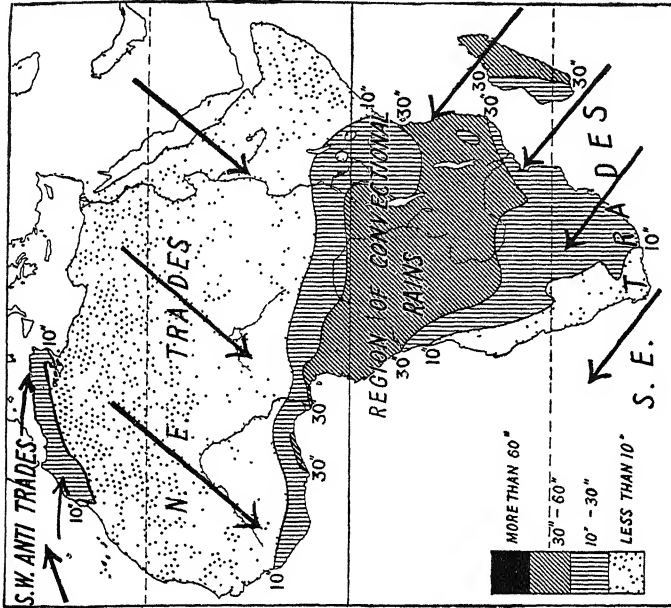 S.W. ANTI TRADES
10"
10"
N E TRADES
10"
30"
30"
10"
30"
REGION OF CONVECTIONAL
RAINS
30"
10"
30"
30"
30"
10"
S. E. TRADES
MORE THAN 60"
30" – 60"
10" – 30"
LESS THAN 10"